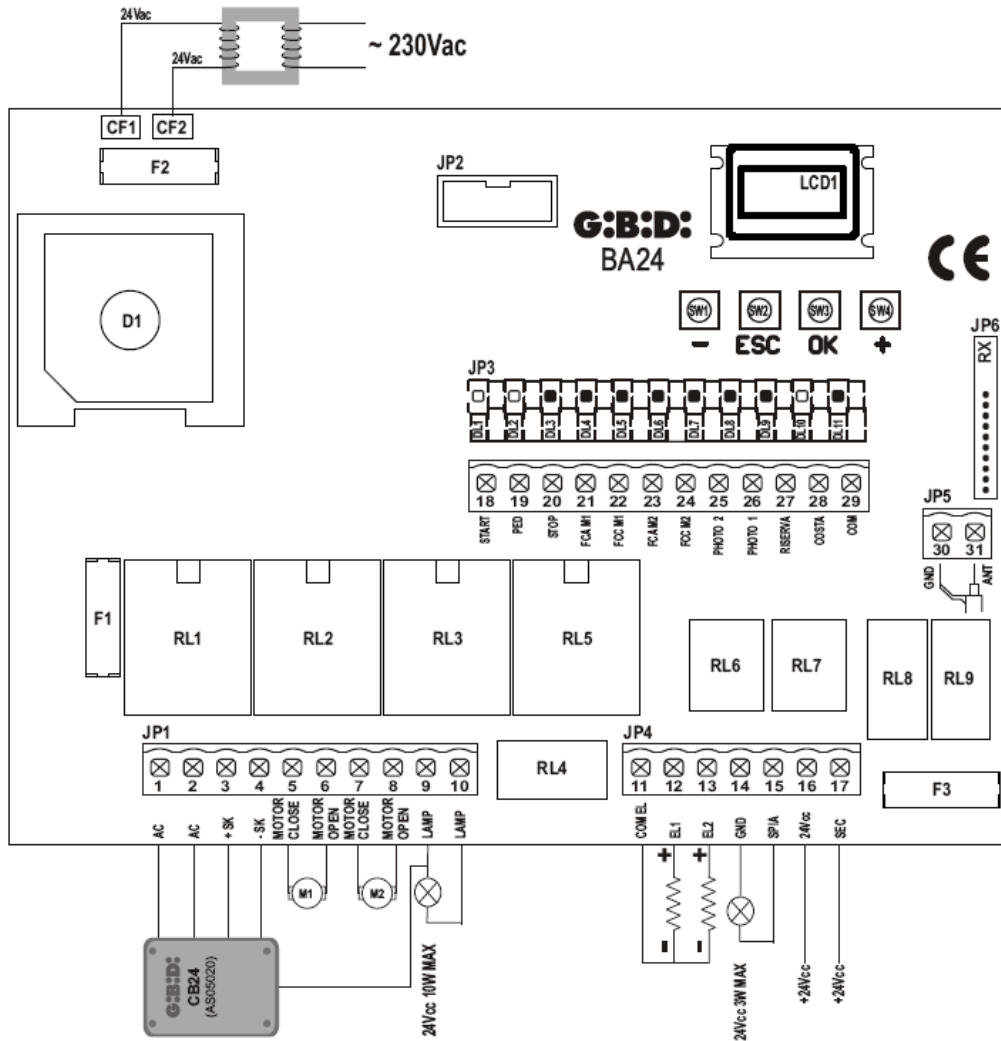 24Vac
24Vac
~ 230Vac
CF1 CF2
F2
JP2
LCD1
G:B:D:
BA24
CE
D1
SW1 SW2 SW3 SW4
- ESC OK +
JP6
RX
JP3
DL1 DL2 DL3 DL4 DL5 DL6 DL7 DL8 DL9 DL10 DL11
18 19 20 21 22 23 24 25 26 27 28 29
START PED STOP FCA M1 FCC M1 FCA M2 FCC M2 PHOTO 2 PHOTO 1 RISERVA COSTA COM
JP5
30 31
GND ANT
F1
RL1 RL2 RL3 RL5
RL6 RL7 RL8 RL9
JP1
RL4
JP4
F3
1 2 3 4 5 6 7 8 9 10
11 12 13 14 15 16 17
AC AC +SK -SK MOTOR CLOSE MOTOR OPEN MOTOR CLOSE MOTOR OPEN LAMP LAMP
COM EL EL1 EL2 GND SPIA 24Vcc SEC
+ +
M1 M2
- -
G:B:D:
CB24
(AS05020)
24Vcc 10W MAX
24Vcc 3W MAX
+24Vcc
+24Vcc